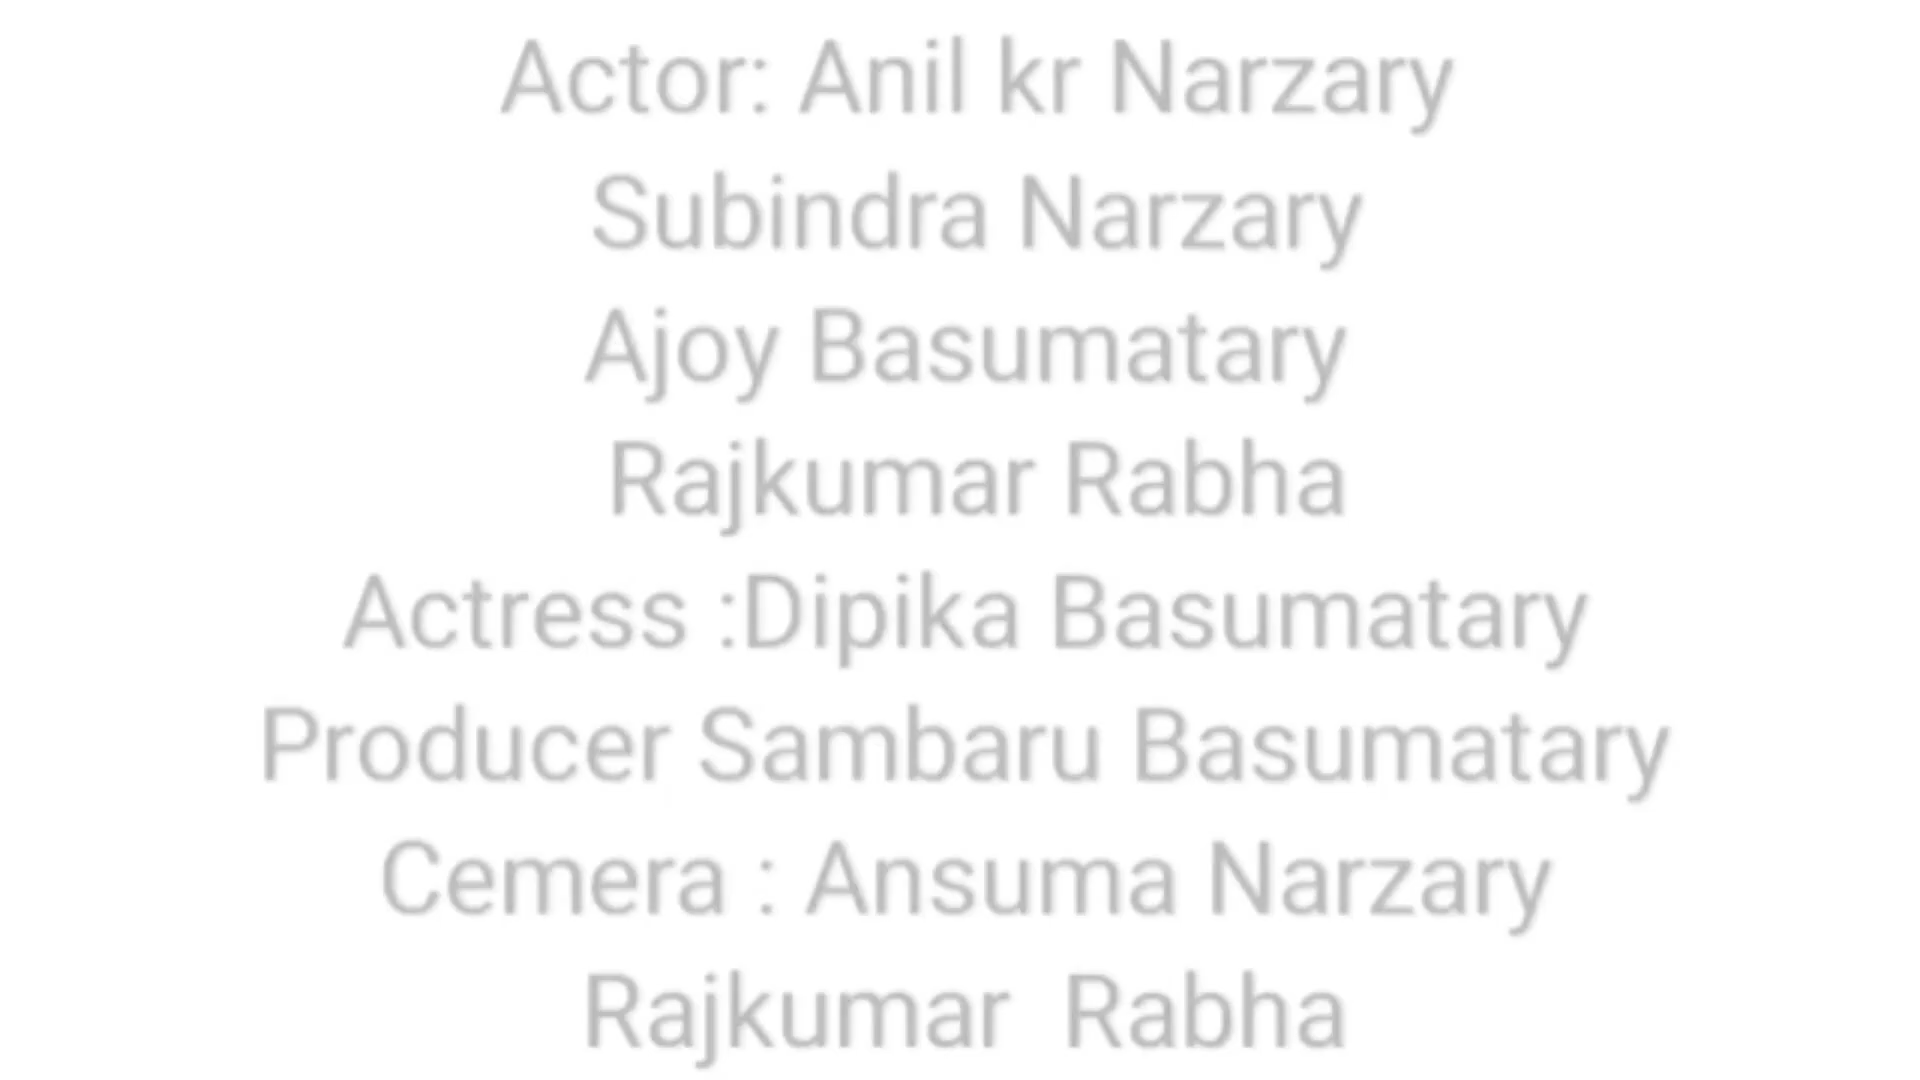 Actor: Anil kr Narzary
Subindra Narzary
Ajoy Basumatary
Rajkumar Rabha
Actress :Dipika Basumatary
Producer Sambaru Basumatary
Cemera : Ansuma Narzary
Rajkumar  Rabha